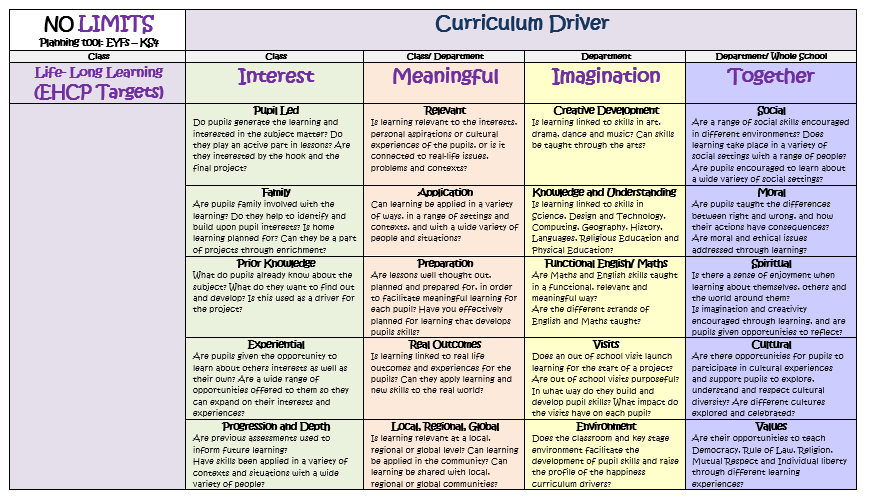 NO LIMITS
Planning tool: EYFs – KS4
Curriculum Driver
Class
Class
Class/ Department
Department
Department/ Whole School
Life- Long Learning
(EHCP Targets)
Interest
Meaningful
Imagination
Together
Pupil Led
Do pupils generate the learning and
interested in the subject matter? Do
they play an active part in lessons? Are
they interested by the hook and the
final project?
Relevant
Is learning relevant to the interests,
personal aspirations or cultural
experiences of the pupils, or is it
connected to real-life issues,
problems and contexts?
Creative Development
Is learning linked to skills in art,
drama, dance and music? Can skills
be taught through the arts?
Social
Are a range of social skills encouraged
in different environments? Does
learning take place in a variety of
social settings with a range of people?
Are pupils encouraged to learn about
a wide variety of social settings?
Family
Are pupils family involved with the
learning? Do they help to identify and
build upon pupil interests? Is home
learning planned for? Can they be a part
of projects through enrichment?
Application
Can learning be applied in a variety
of ways, in a range of settings and
contexts, and with a wide variety of
people and situations?
Knowledge and Understanding
Is learning linked to skills in
Science, Design and Technology,
Computing, Geography, History,
Languages, Religious Education and
Physical Education?
Moral
Are pupils taught the differences
between right and wrong, and how
their actions have consequences?
Are moral and ethical issues
addressed through learning?
Prior Knowledge
What do pupils already know about the
subject? What do they want to find out
and develop? Is this used as a driver for
the project?
Preparation
Are lessons well thought out,
planned and prepared for, in order
to facilitate meaningful learning for
each pupil? Have you effectively
planned for learning that develops
pupils skills?
Functional English/ Maths
Are Maths and English skills taught
in a functional, relevant and
meaningful way?
Are the different strands of
English and Maths taught?
Spiritual
Is there a sense of enjoyment when
learning about themselves, others and
the world around them?
Is imagination and creativity
encouraged through learning, and are
pupils given opportunities to reflect?
Experiential
Are pupils given the opportunity to
learn about others interests as well as
their own? Are a wide range of
opportunities offered to them so they
can expand on their interests and
experiences?
Real Outcomes
Is learning linked to real life
outcomes and experiences for the
pupils? Can they apply learning and
new skills to the real world?
Visits
Does an out of school visit launch
learning for the start of a project?
Are out of school visits purposeful?
In what way do they build and
develop pupil skills? What impact do
the visits have on each pupil?
Cultural
Are there opportunities for pupils to
participate in cultural experiences
and support pupils to explore,
understand and respect cultural
diversity? Are different cultures
explored and celebrated?
Progression and Depth
Are previous assessments used to
inform future learning?
Have skills been applied in a variety of
contexts and situations with a wide
variety of people?
Local, Regional, Global
Is learning relevant at a local,
regional or global level? Can learning
be applied in the community? Can
learning be shared with local,
regional or global communities?
Environment
Does the classroom and key stage
environment facilitate the
development of pupil skills and raise
the profile of the happiness
curriculum drivers?
Values
Are their opportunities to teach
Democracy, Rule of Law, Religion,
Mutual Respect and Individual liberty
through different learning
experiences?